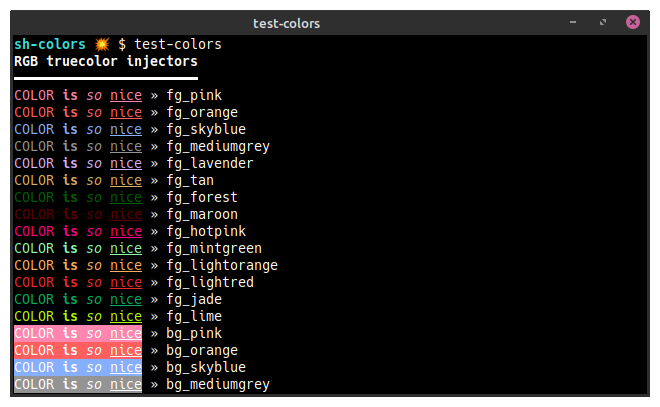 test-colors
sh-colors 💥 $ test-colors
RGB truecolor injectors
COLOR is so nice » fg_pink
COLOR is so nice » fg_orange
COLOR is so nice » fg_skyblue
COLOR is so nice » fg_mediumgrey
COLOR is so nice » fg_lavender
COLOR is so nice » fg_tan
COLOR is so nice » fg_forest
COLOR is so nice » fg_maroon
COLOR is so nice » fg_hotpink
COLOR is so nice » fg_mintgreen
COLOR is so nice » fg_lightorange
COLOR is so nice » fg_lightred
COLOR is so nice » fg_jade
COLOR is so nice » fg_lime
COLOR is so nice » bg_pink
COLOR is so nice » bg_orange
COLOR is so nice » bg_skyblue
COLOR is so nice » bg_mediumgrey